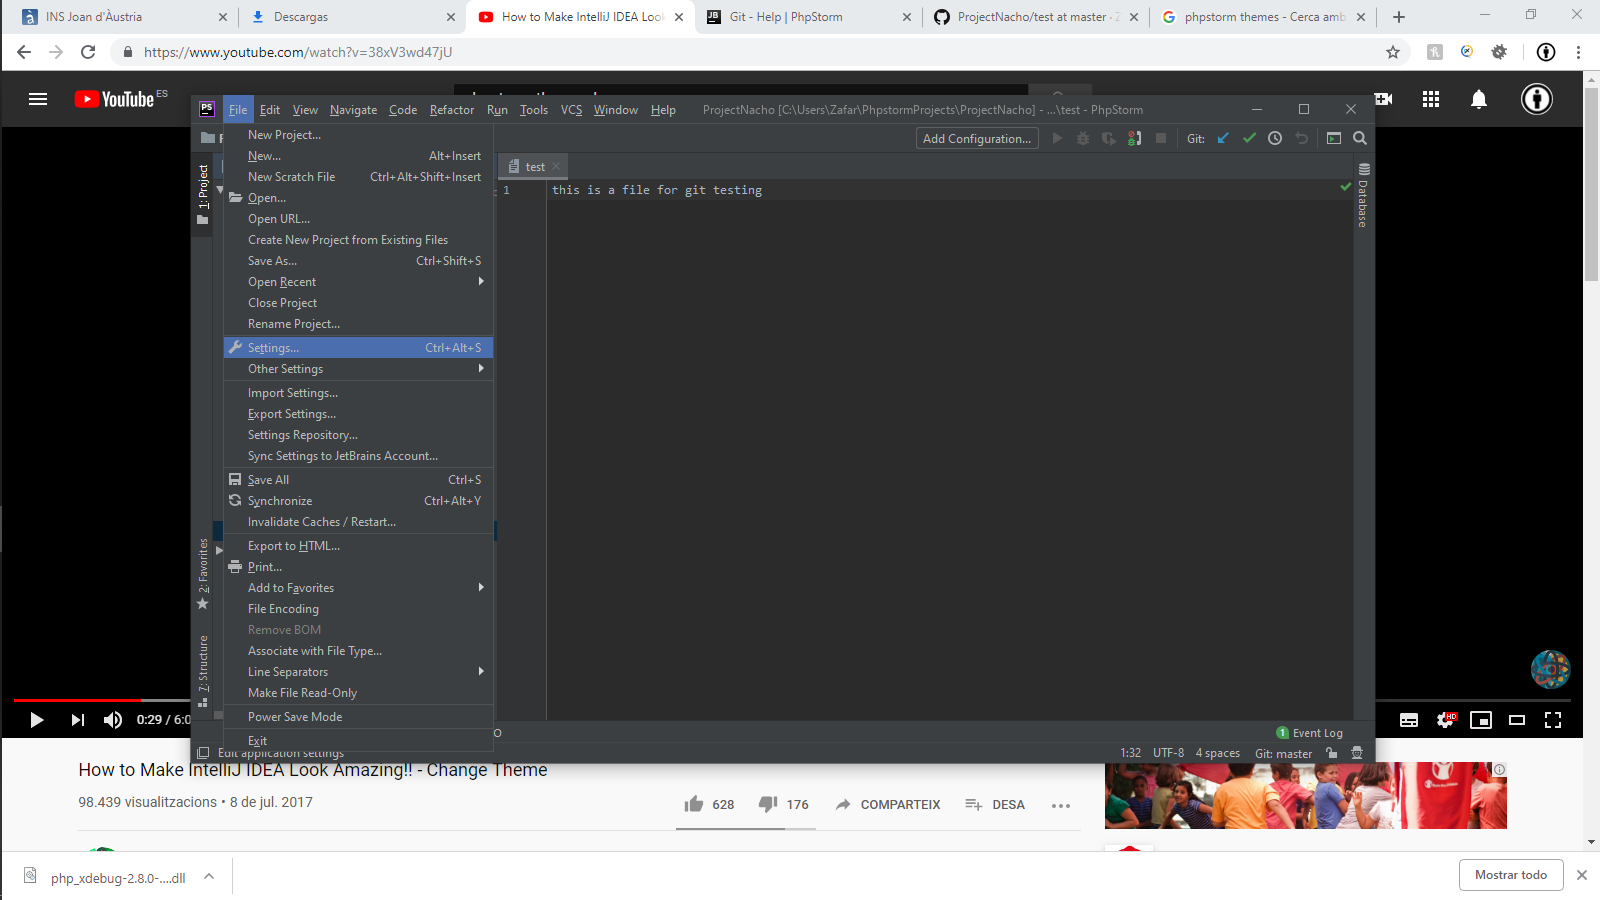 INS Joan d'Àustria
Descargas
How to Make IntelliJ IDEA Look
Git - Help | PhpStorm
ProjectNacho/test at master · Z
phpstorm themes - Cerca amb
https://www.youtube.com/watch?v=38xV3wd47jU
YouTube ES
PS File Edit View Navigate Code Refactor Run Tools VCS Window Help
ProjectNacho [C:\Users\Zafar\PhpstormProjects\ProjectNacho] - ...\test - PhpStorm
Add Configuration...
Git:
1: Project
2: Favorites
7: Structure
New Project...
New... Alt+Insert
New Scratch File Ctrl+Alt+Shift+Insert
Open...
Open URL...
Create New Project from Existing Files
Save As... Ctrl+Shift+S
Open Recent
Close Project
Rename Project...
Settings... Ctrl+Alt+S
Other Settings
Import Settings...
Export Settings...
Settings Repository...
Sync Settings to JetBrains Account...
Save All Ctrl+S
Synchronize Ctrl+Alt+Y
Invalidate Caches / Restart...
Export to HTML...
Print...
Add to Favorites
File Encoding
Remove BOM
Associate with File Type...
Line Separators
Make File Read-Only
Power Save Mode
Exit
test
1 this is a file for git testing
Database
1 Event Log
Edit application settings
1:32 UTF-8 4 spaces Git: master
0:29 / 6:0
HD
How to Make IntelliJ IDEA Look Amazing!! - Change Theme
98.439 visualitzacions • 8 de jul. 2017
628 176 COMPARTEIX DESA
php_xdebug-2.8.0-....dll
Mostrar todo